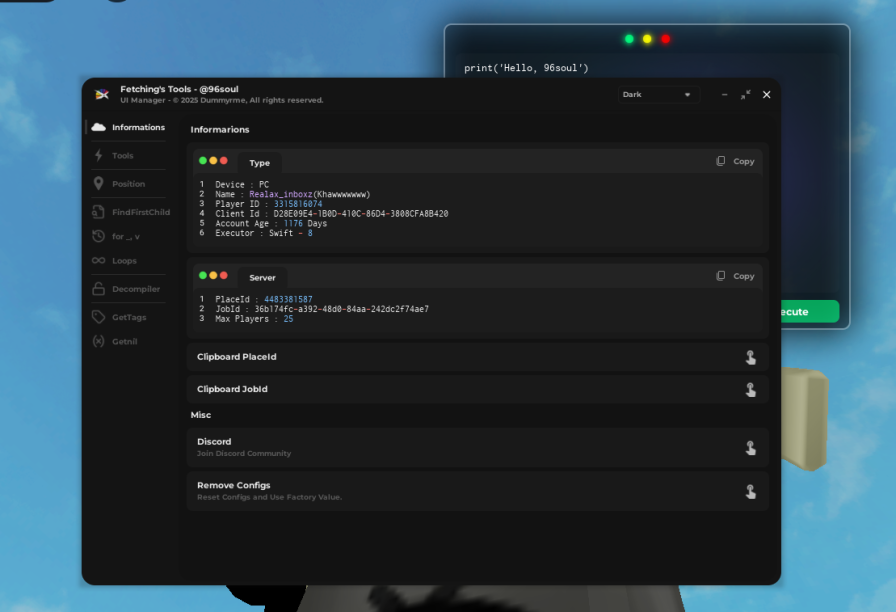 print('Hello, 96soul')
Fetching's Tools - @96soul
UI Manager - © 2025 Dummyrme, All rights reserved.
Dark
Informations
Tools
Position
FindFirstChild
for _, v
Loops
Decompiler
GetTags
Getnil
Informarions
Type
Copy
1 Device : PC
2 Name : Realax_inboxz(Khawwwwwww)
3 Player ID : 3315816074
4 Client Id : D28E09E4-1B0D-410C-86D4-3808CFA8B420
5 Account Age : 1176 Days
6 Executor : Swift - 8
Server
Copy
1 PlaceId : 4483381587
2 JobId : 36b174fc-a392-48d0-84aa-242dc2f74ae7
3 Max Players : 25
ecute
Clipboard PlaceId
Clipboard JobId
Misc
Discord
Join Discord Community
Remove Configs
Reset Configs and Use Factory Value.